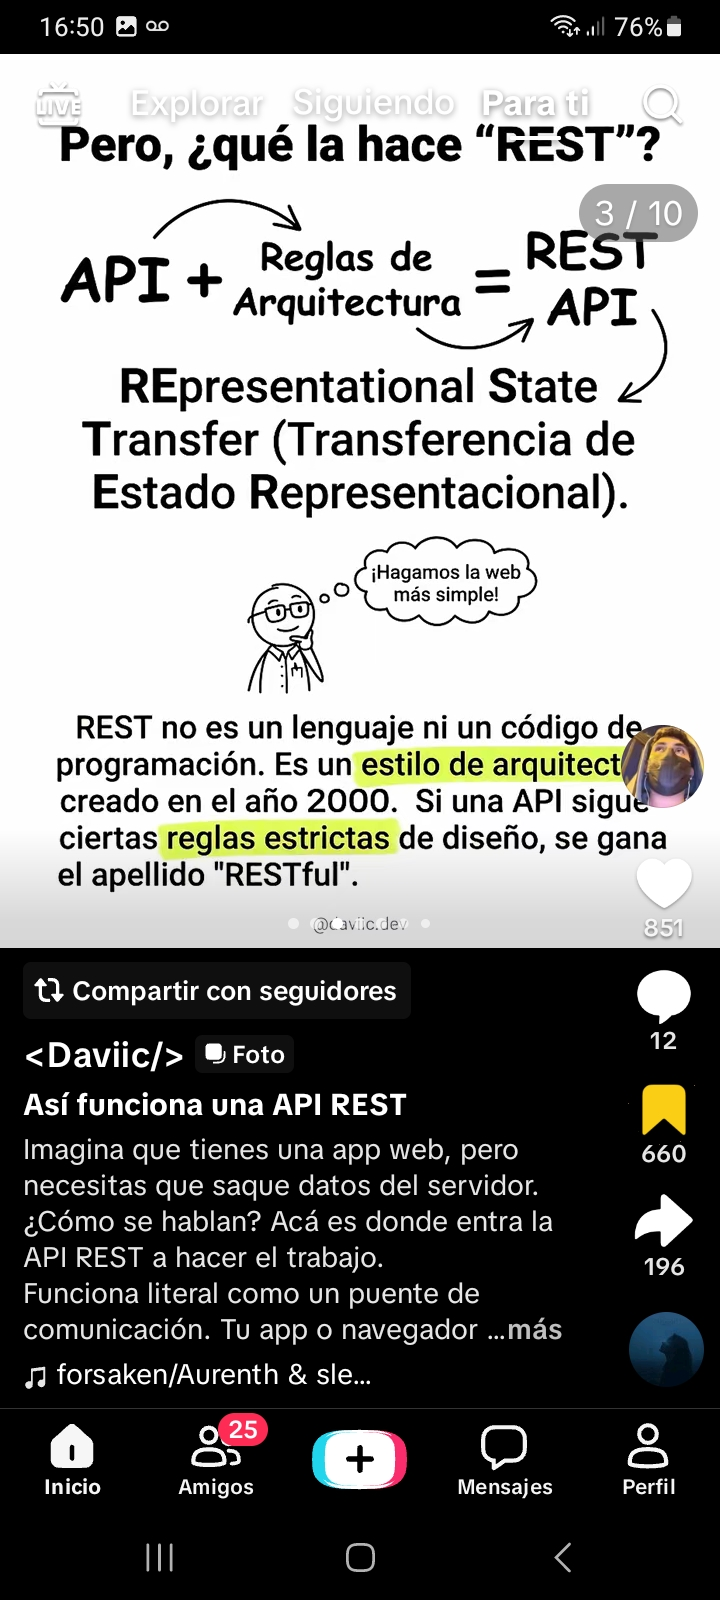 16:50
76%
LIVE
Explorar Siguiendo Para ti
Pero, ¿qué la hace “REST”?
3 / 10
API + Reglas de Arquitectura = REST API
REpresentational State
Transfer (Transferencia de
Estado Representacional).
¡Hagamos la web
más simple!
REST no es un lenguaje ni un código de
programación. Es un estilo de arquitect
creado en el año 2000. Si una API sigue
ciertas reglas estrictas de diseño, se gana
el apellido "RESTful".
851
@daviic.dev
Compartir con seguidores
12
<Daviic/> Foto
Así funciona una API REST
660
Imagina que tienes una app web, pero
necesitas que saque datos del servidor.
¿Cómo se hablan? Acá es donde entra la
API REST a hacer el trabajo.
196
Funciona literal como un puente de
comunicación. Tu app o navegador ...más
forsaken/Aurenth & sle...
25
Inicio Amigos Mensajes Perfil